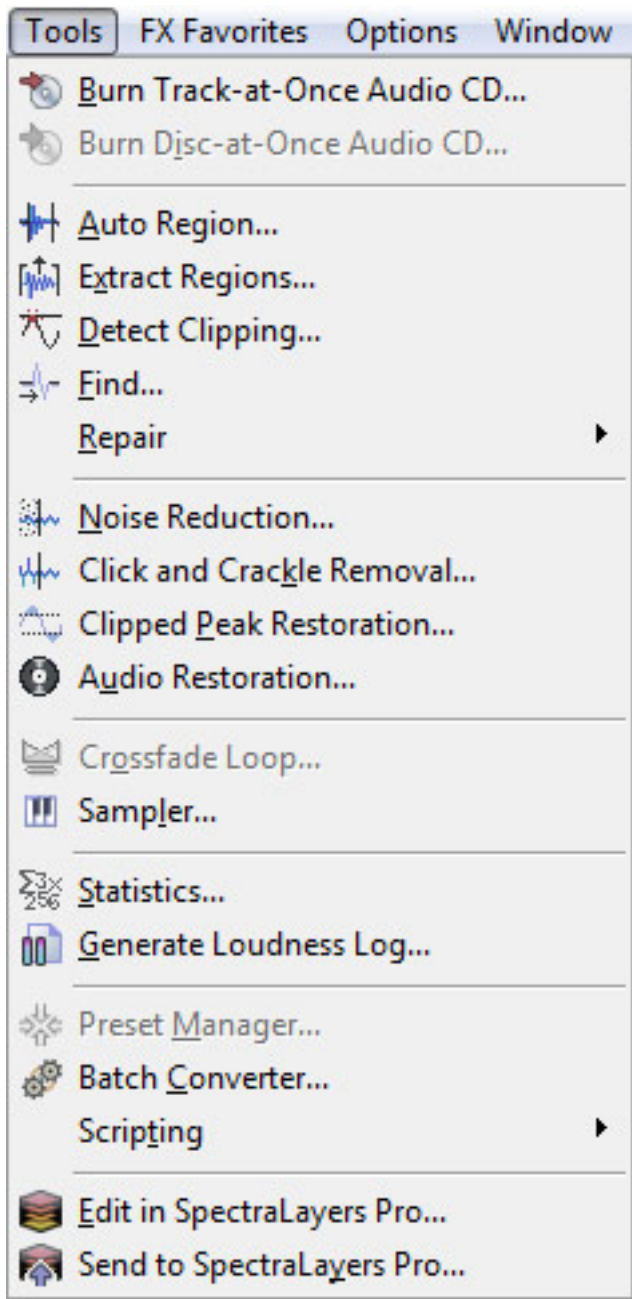 Tools FX Favorites Options Window
Burn Track-at-Once Audio CD...
Burn Disc-at-Once Audio CD...
Auto Region...
Extract Regions...
Detect Clipping...
Find...
Repair
Noise Reduction...
Click and Crackle Removal...
Clipped Peak Restoration...
Audio Restoration...
Crossfade Loop...
Sampler...
Σ3× 256 Statistics...
Generate Loudness Log...
Preset Manager...
Batch Converter...
Scripting
Edit in SpectraLayers Pro...
Send to SpectraLayers Pro...